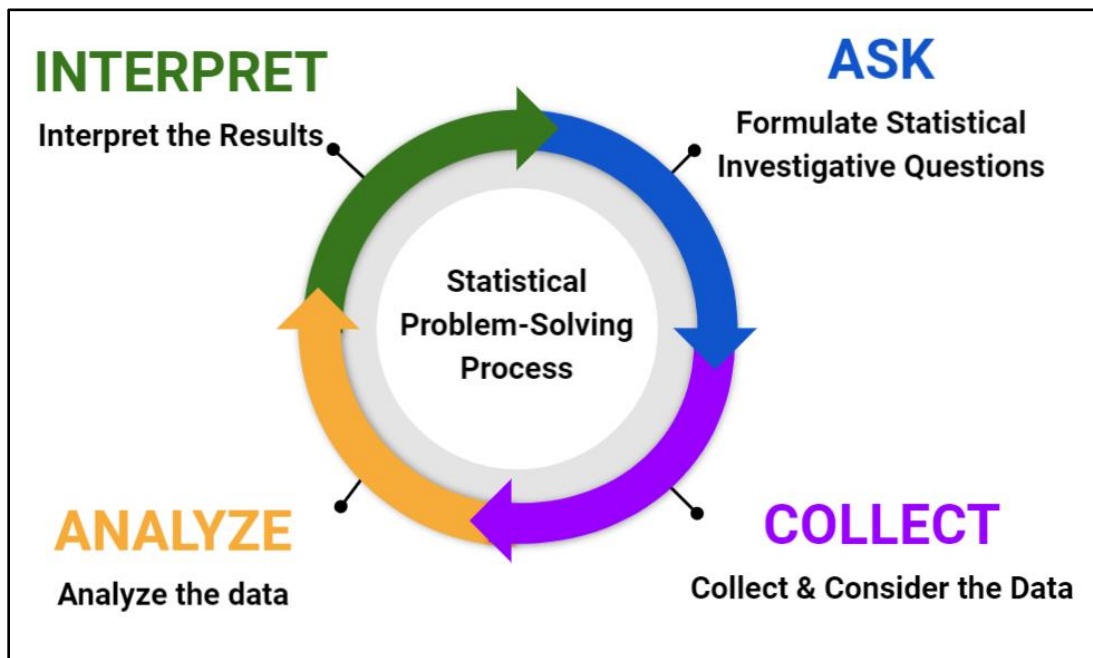 INTERPRET
Interpret the Results
ASK
Formulate Statistical
Investigative Questions
Statistical
Problem-Solving
Process
ANALYZE
Analyze the data
COLLECT
Collect & Consider the Data